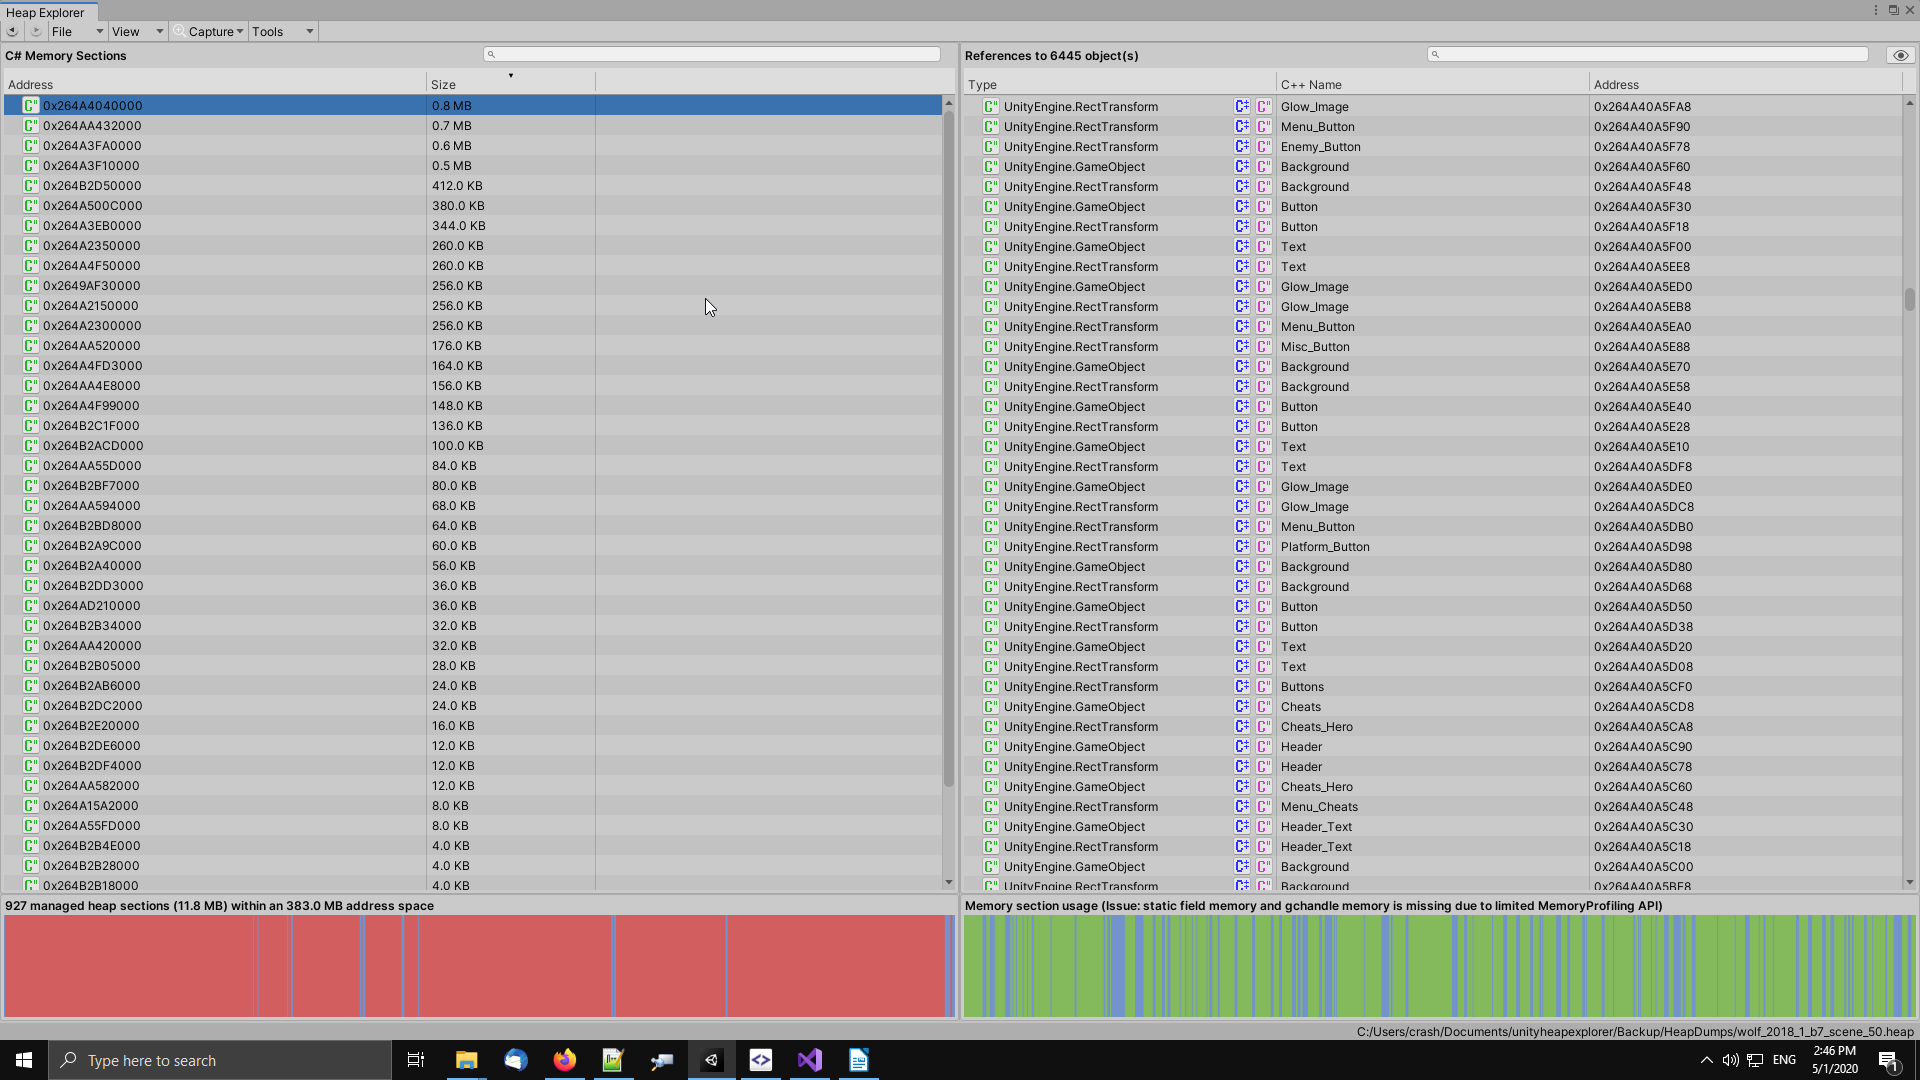 Heap Explorer
File
View
Capture
Tools
C# Memory Sections
References to 6445 object(s)
Address Size
0x264A4040000 0.8 MB
0x264AA432000 0.7 MB
0x264A3FA0000 0.6 MB
0x264A3F10000 0.5 MB
0x264B2D50000 412.0 KB
0x264A500C000 380.0 KB
0x264A3EB0000 344.0 KB
0x264A2350000 260.0 KB
0x264A4F50000 260.0 KB
0x2649AF30000 256.0 KB
0x264A2150000 256.0 KB
0x264A2300000 256.0 KB
0x264AA520000 176.0 KB
0x264A4FD3000 164.0 KB
0x264AA4E8000 156.0 KB
0x264A4F99000 148.0 KB
0x264B2C1F000 136.0 KB
0x264B2ACD000 100.0 KB
0x264AA55D000 84.0 KB
0x264B2BF7000 80.0 KB
0x264AA594000 68.0 KB
0x264B2BD8000 64.0 KB
0x264B2A9C000 60.0 KB
0x264B2A40000 56.0 KB
0x264B2DD3000 36.0 KB
0x264AD210000 36.0 KB
0x264B2B34000 32.0 KB
0x264AA420000 32.0 KB
0x264B2B05000 28.0 KB
0x264B2AB6000 24.0 KB
0x264B2DC2000 24.0 KB
0x264B2E20000 16.0 KB
0x264B2DE6000 12.0 KB
0x264B2DF4000 12.0 KB
0x264AA582000 12.0 KB
0x264A15A2000 8.0 KB
0x264A55FD000 8.0 KB
0x264B2B4E000 4.0 KB
0x264B2B28000 4.0 KB
0x264B2B18000 4.0 KB
Type C++ Name Address
UnityEngine.RectTransform Glow_Image 0x264A40A5FA8
UnityEngine.RectTransform Menu_Button 0x264A40A5F90
UnityEngine.RectTransform Enemy_Button 0x264A40A5F78
UnityEngine.GameObject Background 0x264A40A5F60
UnityEngine.RectTransform Background 0x264A40A5F48
UnityEngine.GameObject Button 0x264A40A5F30
UnityEngine.RectTransform Button 0x264A40A5F18
UnityEngine.GameObject Text 0x264A40A5F00
UnityEngine.RectTransform Text 0x264A40A5EE8
UnityEngine.GameObject Glow_Image 0x264A40A5ED0
UnityEngine.RectTransform Glow_Image 0x264A40A5EB8
UnityEngine.RectTransform Menu_Button 0x264A40A5EA0
UnityEngine.RectTransform Misc_Button 0x264A40A5E88
UnityEngine.GameObject Background 0x264A40A5E70
UnityEngine.RectTransform Background 0x264A40A5E58
UnityEngine.GameObject Button 0x264A40A5E40
UnityEngine.RectTransform Button 0x264A40A5E28
UnityEngine.GameObject Text 0x264A40A5E10
UnityEngine.RectTransform Text 0x264A40A5DF8
UnityEngine.GameObject Glow_Image 0x264A40A5DE0
UnityEngine.RectTransform Glow_Image 0x264A40A5DC8
UnityEngine.RectTransform Menu_Button 0x264A40A5DB0
UnityEngine.RectTransform Platform_Button 0x264A40A5D98
UnityEngine.GameObject Background 0x264A40A5D80
UnityEngine.RectTransform Background 0x264A40A5D68
UnityEngine.GameObject Button 0x264A40A5D50
UnityEngine.RectTransform Button 0x264A40A5D38
UnityEngine.GameObject Text 0x264A40A5D20
UnityEngine.RectTransform Text 0x264A40A5D08
UnityEngine.RectTransform Buttons 0x264A40A5CF0
UnityEngine.GameObject Cheats 0x264A40A5CD8
UnityEngine.RectTransform Cheats_Hero 0x264A40A5CA8
UnityEngine.GameObject Header 0x264A40A5C90
UnityEngine.RectTransform Header 0x264A40A5C78
UnityEngine.GameObject Cheats_Hero 0x264A40A5C60
UnityEngine.RectTransform Menu_Cheats 0x264A40A5C48
UnityEngine.GameObject Header_Text 0x264A40A5C30
UnityEngine.RectTransform Header_Text 0x264A40A5C18
UnityEngine.GameObject Background 0x264A40A5C00
UnityEngine.RectTransform Background 0x264A40A5BE8
927 managed heap sections (11.8 MB) within an 383.0 MB address space
Memory section usage (Issue: static field memory and gchandle memory is missing due to limited MemoryProfiling API)
C:/Users/crash/Documents/unityheapexplorer/Backup/HeapDumps/wolf_2018_1_b7_scene_50.heap
Type here to search
ENG
2:46 PM
5/1/2020
1